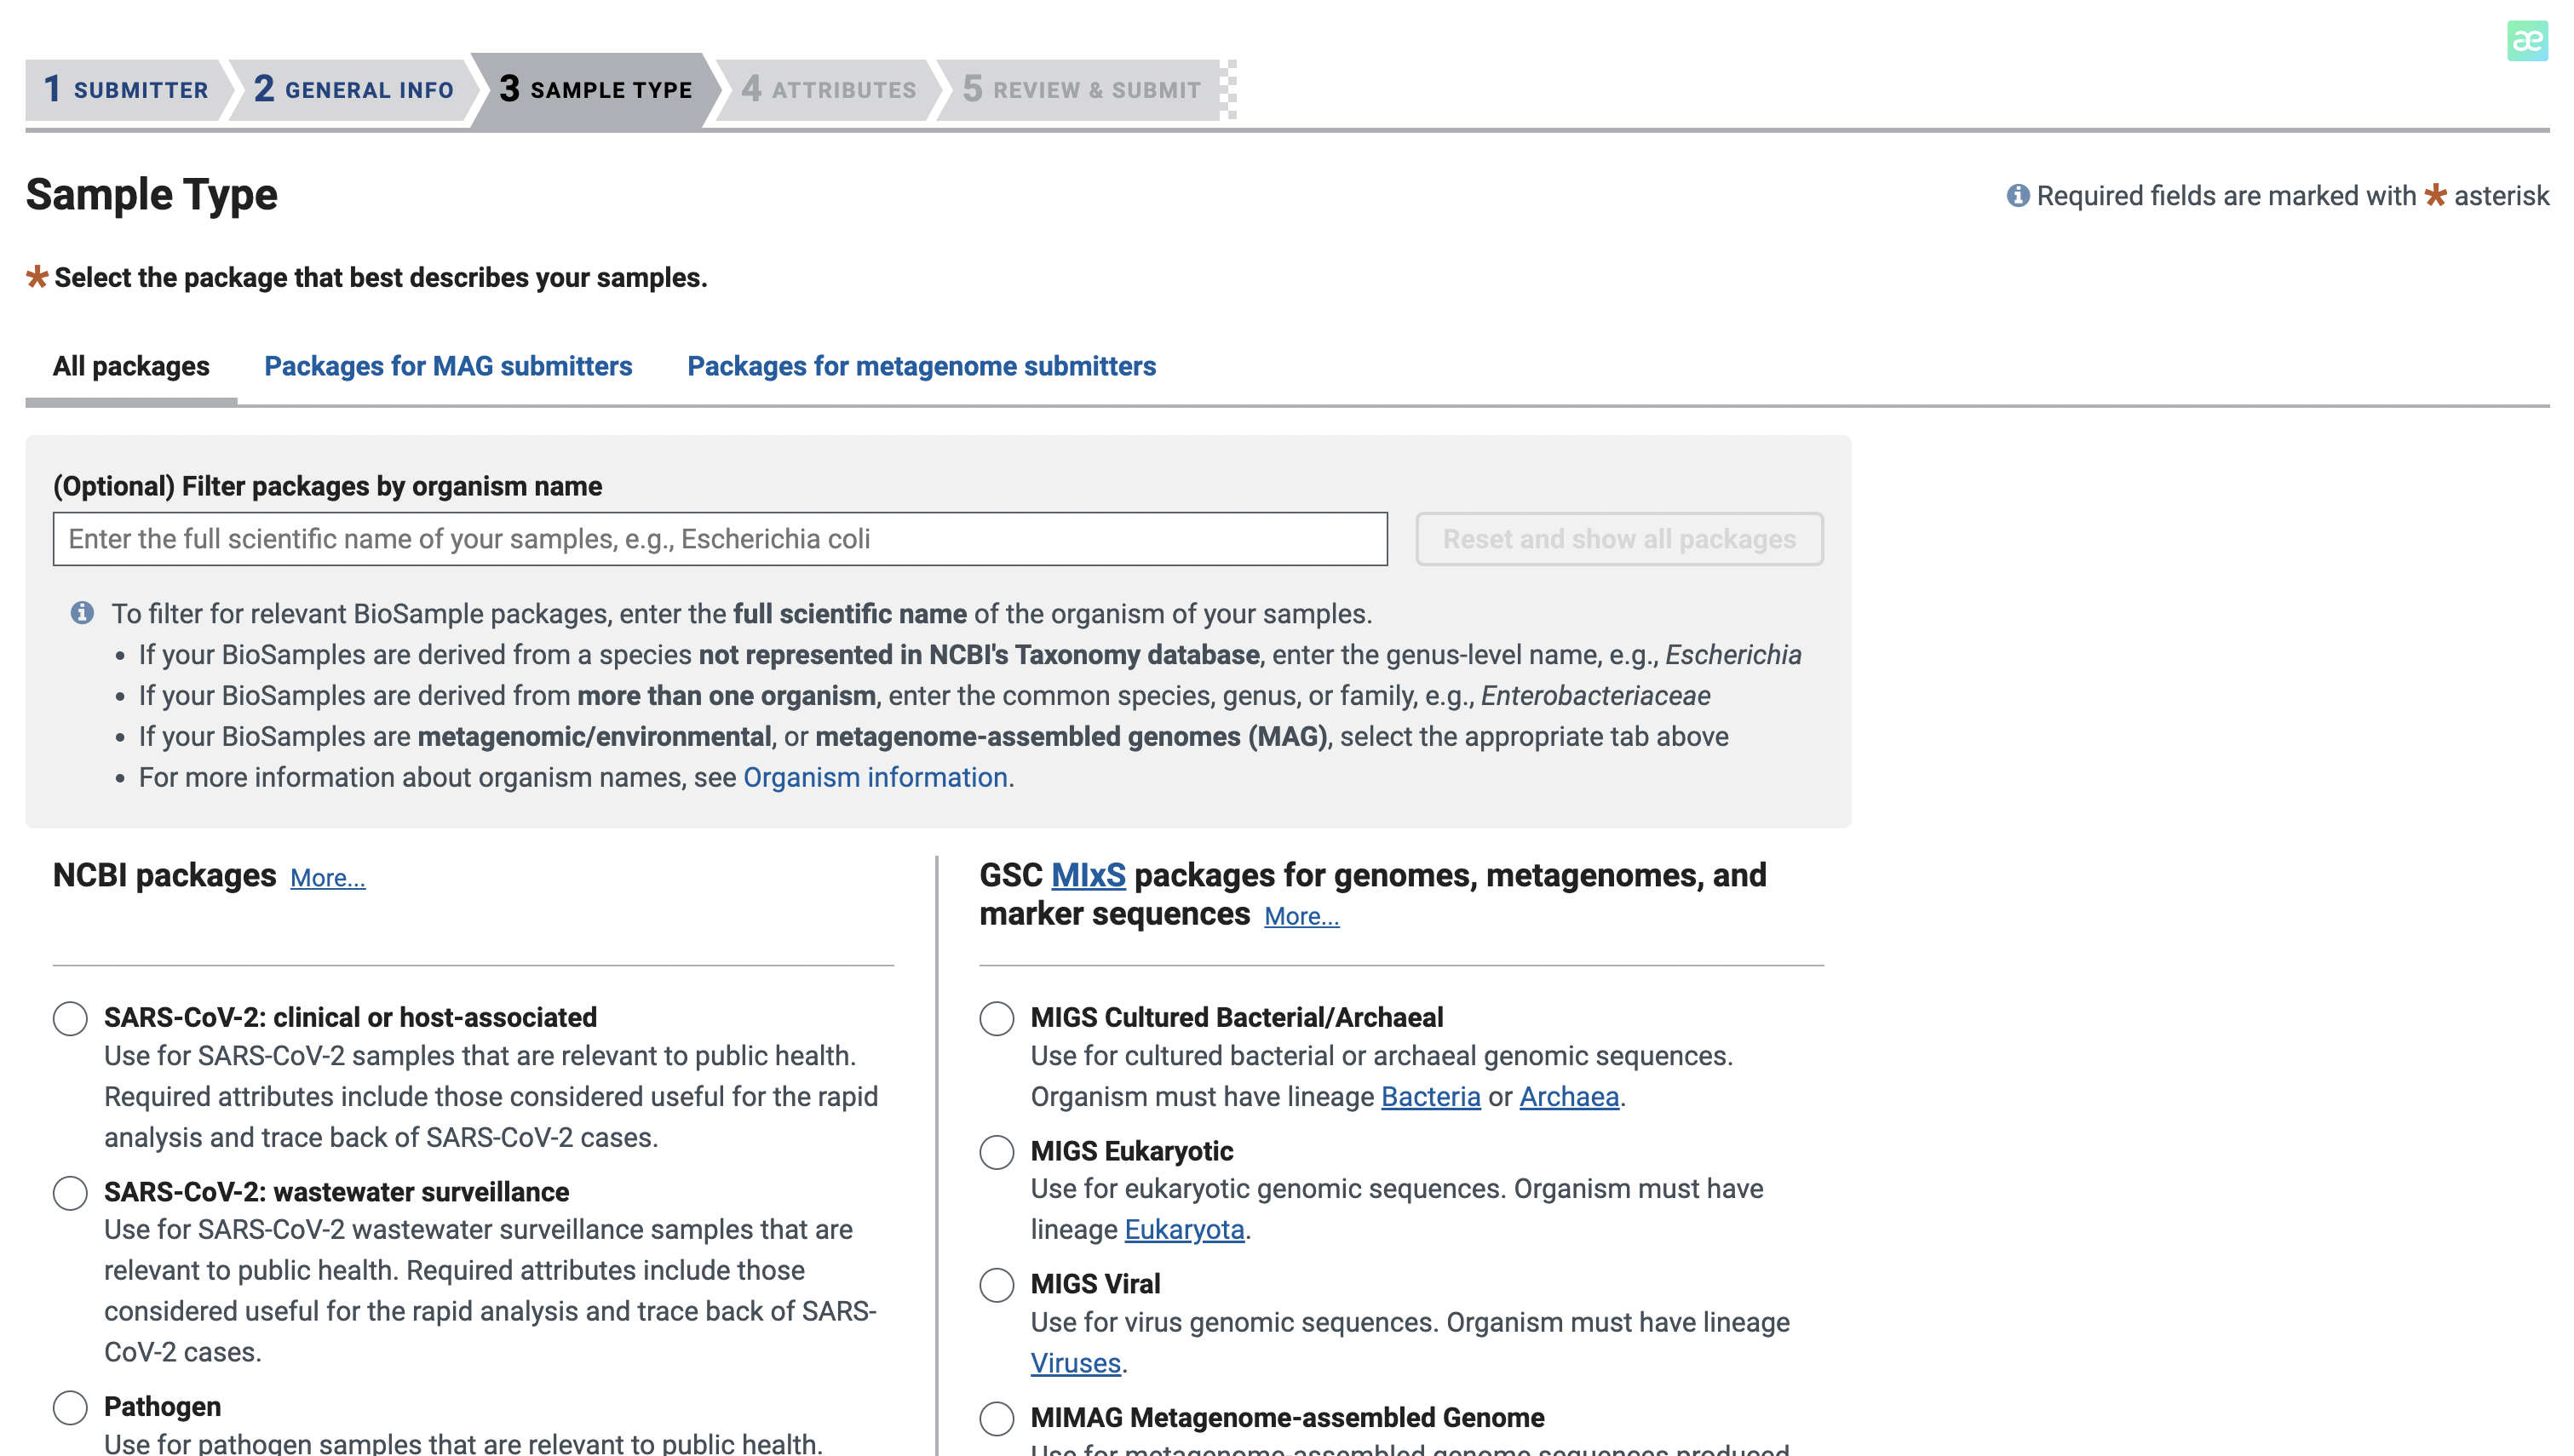 æ
1 SUBMITTER 2 GENERAL INFO 3 SAMPLE TYPE 4 ATTRIBUTES 5 REVIEW & SUBMIT
Sample Type
Required fields are marked with * asterisk
* Select the package that best describes your samples.
All packages Packages for MAG submitters Packages for metagenome submitters
(Optional) Filter packages by organism name
Enter the full scientific name of your samples, e.g., Escherichia coli
Reset and show all packages
To filter for relevant BioSample packages, enter the full scientific name of the organism of your samples.
• If your BioSamples are derived from a species not represented in NCBI's Taxonomy database, enter the genus-level name, e.g., Escherichia
• If your BioSamples are derived from more than one organism, enter the common species, genus, or family, e.g., Enterobacteriaceae
• If your BioSamples are metagenomic/environmental, or metagenome-assembled genomes (MAG), select the appropriate tab above
• For more information about organism names, see Organism information.
NCBI packages More...
SARS-CoV-2: clinical or host-associated
Use for SARS-CoV-2 samples that are relevant to public health.
Required attributes include those considered useful for the rapid
analysis and trace back of SARS-CoV-2 cases.
SARS-CoV-2: wastewater surveillance
Use for SARS-CoV-2 wastewater surveillance samples that are
relevant to public health. Required attributes include those
considered useful for the rapid analysis and trace back of SARS-
CoV-2 cases.
Pathogen
Use for pathogen samples that are relevant to public health.
GSC MIxS packages for genomes, metagenomes, and
marker sequences More...
MIGS Cultured Bacterial/Archaeal
Use for cultured bacterial or archaeal genomic sequences.
Organism must have lineage Bacteria or Archaea.
MIGS Eukaryotic
Use for eukaryotic genomic sequences. Organism must have
lineage Eukaryota.
MIGS Viral
Use for virus genomic sequences. Organism must have lineage
Viruses.
MIMAG Metagenome-assembled Genome
Use for metagenome-assembled genome sequences produced